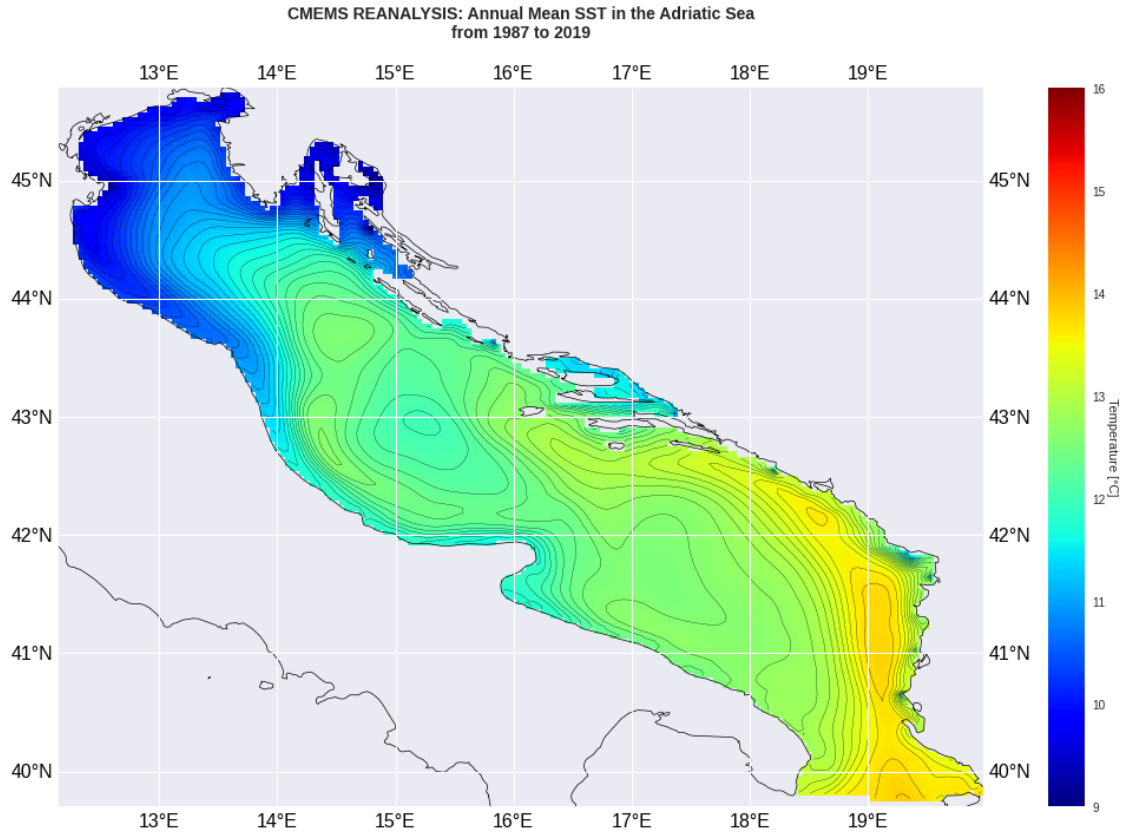 CMEMS REANALYSIS: Annual Mean SST in the Adriatic Sea
from 1987 to 2019
13°E 14°E 15°E 16°E 17°E 18°E 19°E
16
45°N 45°N
15
44°N 44°N
14
43°N 43°N
13
Temperature [°C]
12
42°N 42°N
11
41°N 41°N
10
40°N 40°N
9
13°E 14°E 15°E 16°E 17°E 18°E 19°E